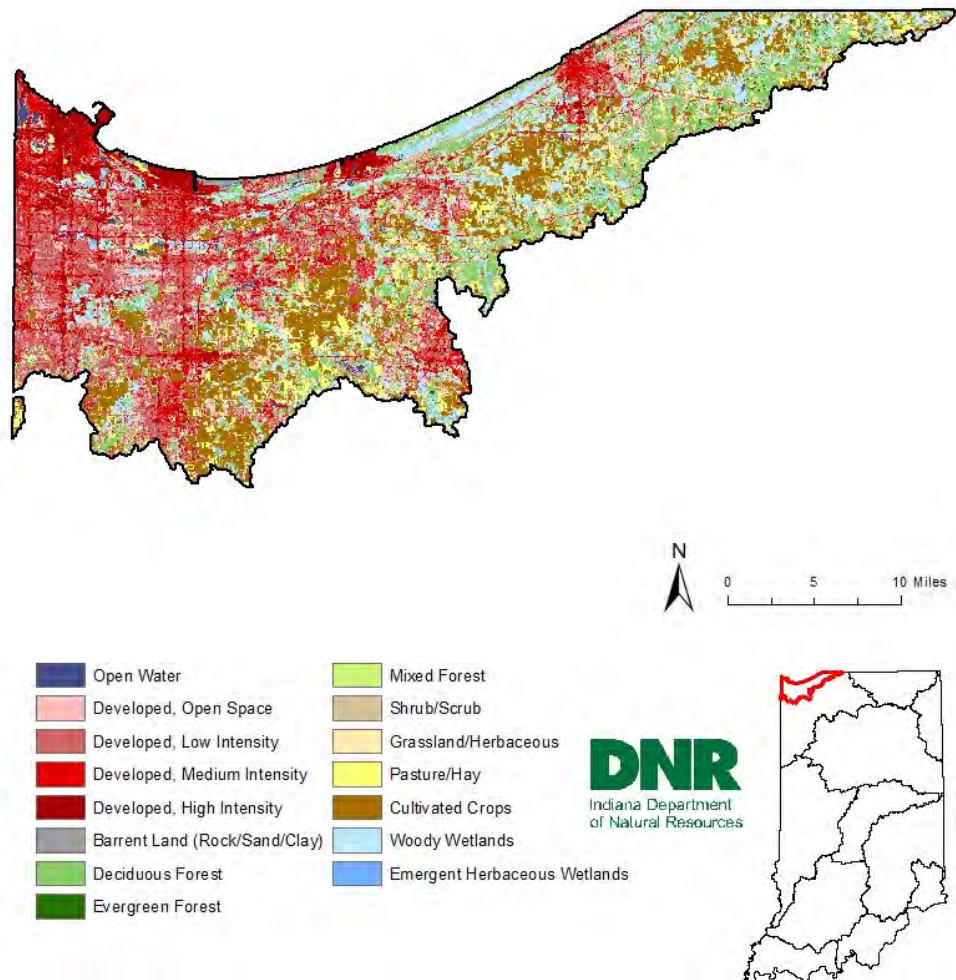 N
0 5 10 Miles
Open Water
Developed, Open Space
Developed, Low Intensity
Developed, Medium Intensity
Developed, High Intensity
Barrent Land (Rock/Sand/Clay)
Deciduous Forest
Evergreen Forest
Mixed Forest
Shrub/Scrub
Grassland/Herbaceous
Pasture/Hay
Cultivated Crops
Woody Wetlands
Emergent Herbaceous Wetlands
DNR
Indiana Department
of Natural Resources